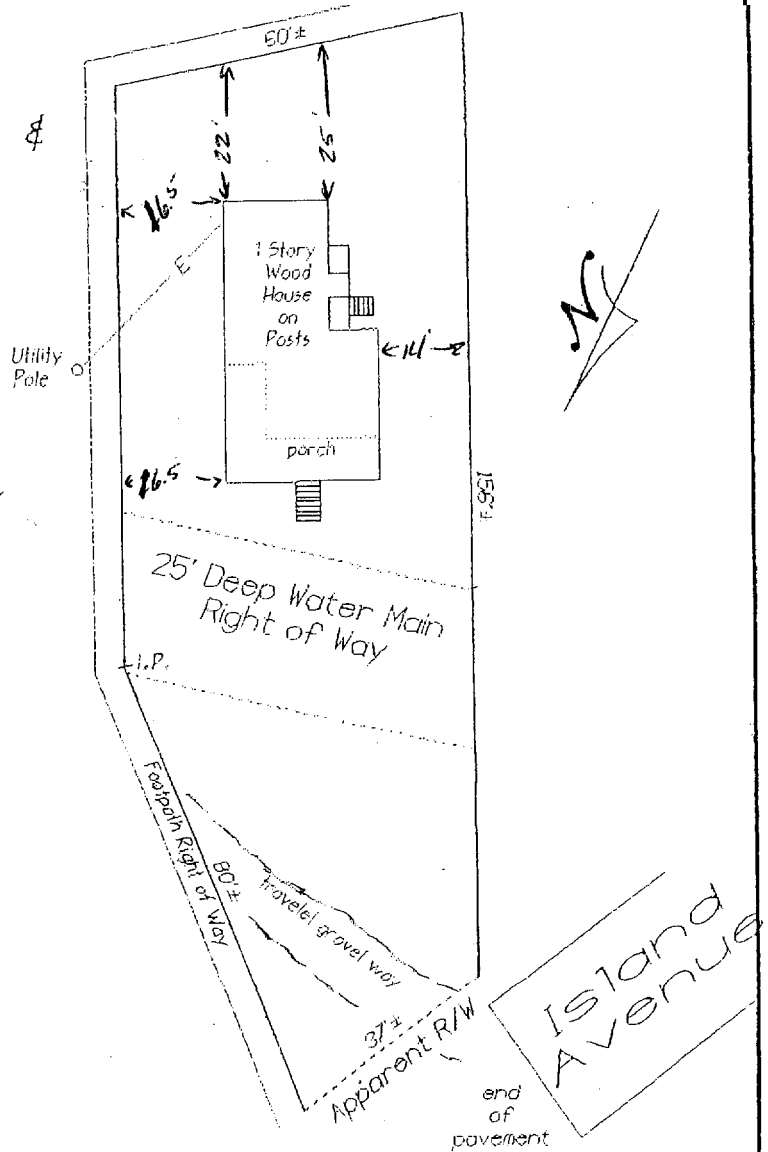 60'±
22'
25'
16.5'
E
1 Story
Wood
House
on
Posts
N
Utility
Pole
14'
porch
16.5
156'±
25' Deep Water Main
Right of Way
I.P.
Footpath Right of Way
80'±
travelel gravel way
37'±
Apparent R/W
Island
Avenue
end
of
pavement